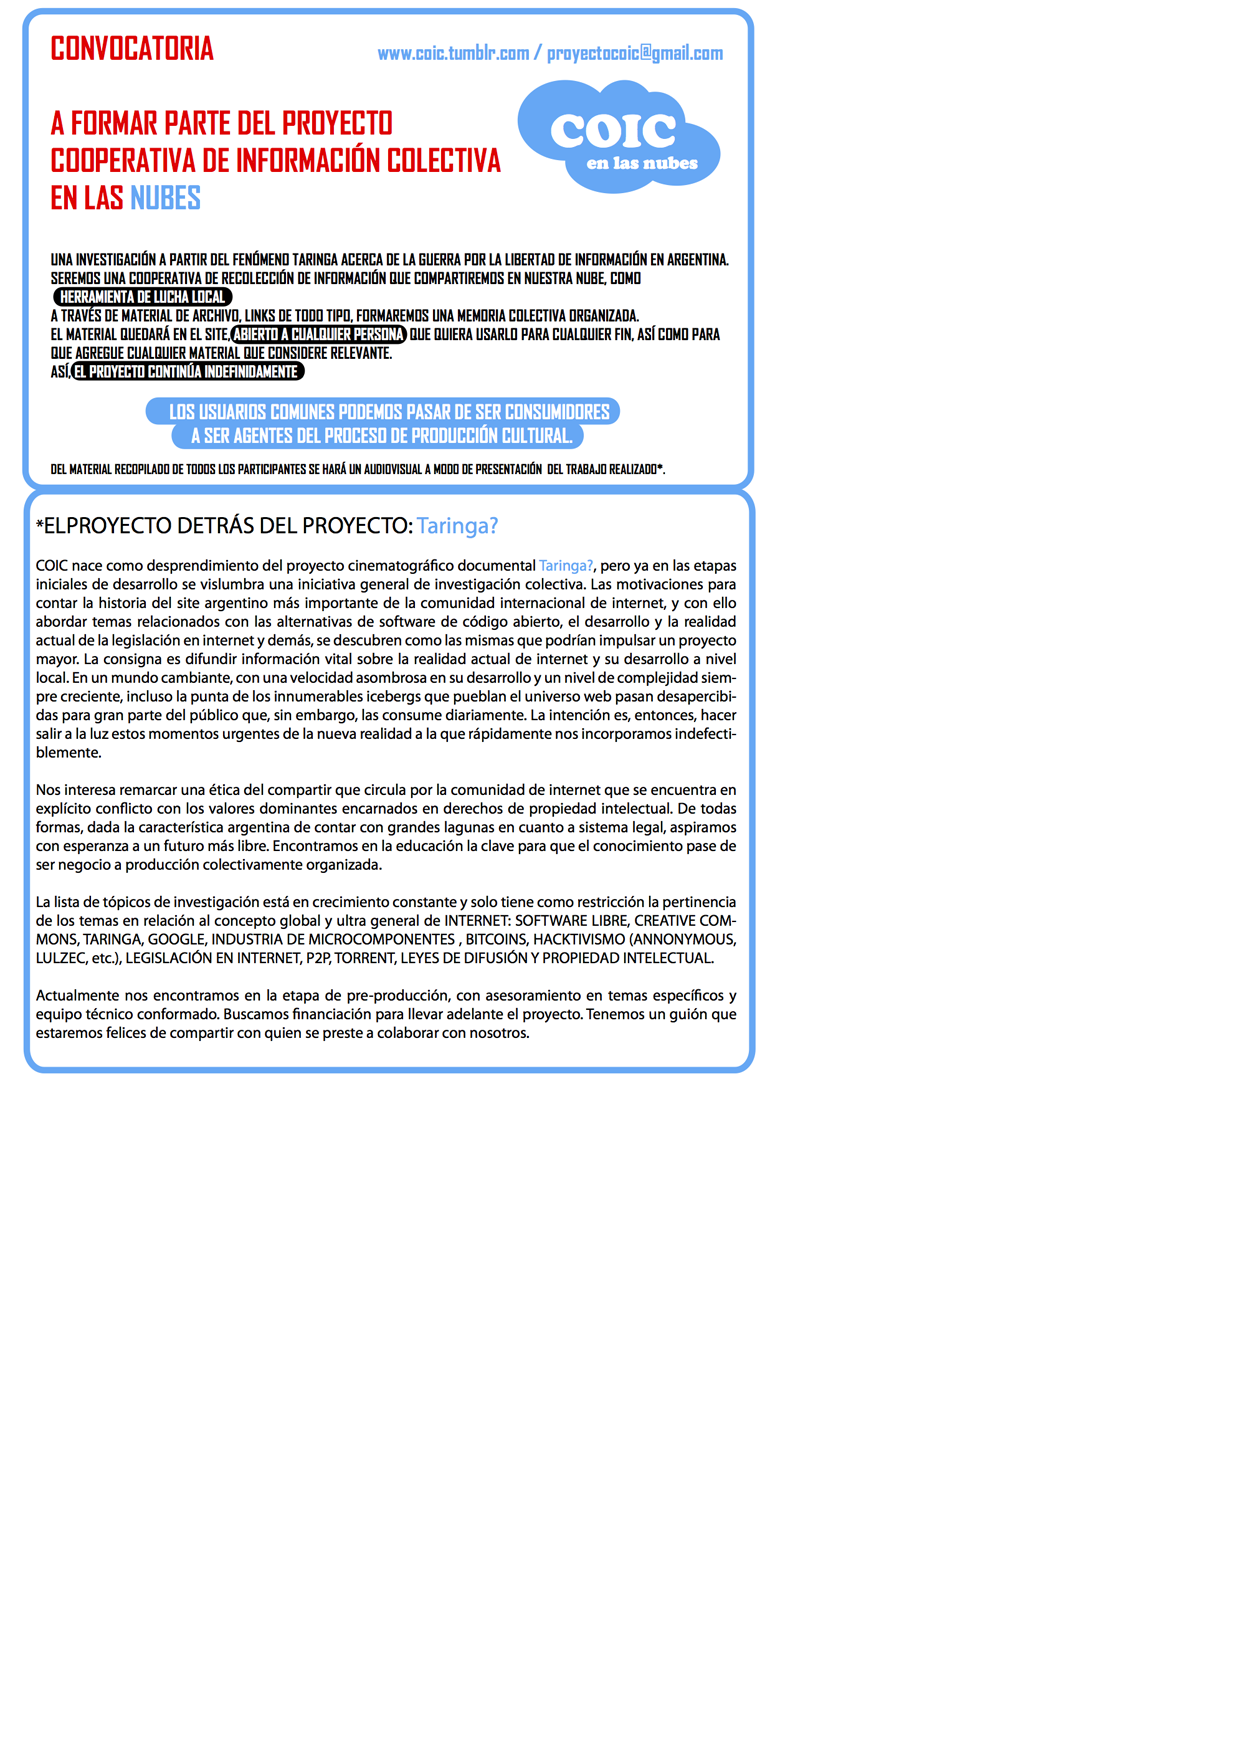 CONVOCATORIA
www.coic.tumblr.com / proyectocoic@gmail.com
A FORMAR PARTE DEL PROYECTO
COOPERATIVA DE INFORMACIÓN COLECTIVA
EN LAS NUBES
COIC
en las nubes
UNA INVESTIGACIÓN A PARTIR DEL FENÓMENO TARINGA ACERCA DE LA GUERRA POR LA LIBERTAD DE INFORMACIÓN EN ARGENTINA.
SEREMOS UNA COOPERATIVA DE RECOLECCIÓN DE INFORMACIÓN QUE COMPARTIREMOS EN NUESTRA NUBE, COMO
HERRAMIENTA DE LUCHA LOCAL
A TRAVÉS DE MATERIAL DE ARCHIVO, LINKS DE TODO TIPO, FORMAREMOS UNA MEMORIA COLECTIVA ORGANIZADA.
EL MATERIAL QUEDARÁ EN EL SITE, ABIERTO A CUALQUIER PERSONA QUE QUIERA USARLO PARA CUALQUIER FIN, ASÍ COMO PARA
QUE AGREGUE CUALQUIER MATERIAL QUE CONSIDERE RELEVANTE.
ASÍ, EL PROYECTO CONTINÚA INDEFINIDAMENTE
LOS USUARIOS COMUNES PODEMOS PASAR DE SER CONSUMIDORES
A SER AGENTES DEL PROCESO DE PRODUCCIÓN CULTURAL.
DEL MATERIAL RECOPILADO DE TODOS LOS PARTICIPANTES SE HARÁ UN AUDIOVISUAL A MODO DE PRESENTACIÓN DEL TRABAJO REALIZADO*.
*ELPROYECTO DETRÁS DEL PROYECTO: Taringa?
COIC nace como desprendimiento del proyecto cinematográfico documental Taringa?, pero ya en las etapas
iniciales de desarrollo se vislumbra una iniciativa general de investigación colectiva. Las motivaciones para
contar la historia del site argentino más importante de la comunidad internacional de internet, y con ello
abordar temas relacionados con las alternativas de software de código abierto, el desarrollo y la realidad
actual de la legislación en internet y demás, se descubren como las mismas que podrían impulsar un proyecto
mayor. La consigna es difundir información vital sobre la realidad actual de internet y su desarrollo a nivel
local. En un mundo cambiante, con una velocidad asombrosa en su desarrollo y un nivel de complejidad siem-
pre creciente, incluso la punta de los innumerables icebergs que pueblan el universo web pasan desapercibi-
das para gran parte del público que, sin embargo, las consume diariamente. La intención es, entonces, hacer
salir a la luz estos momentos urgentes de la nueva realidad a la que rápidamente nos incorporamos indefecti-
blemente.
Nos interesa remarcar una ética del compartir que circula por la comunidad de internet que se encuentra en
explícito conflicto con los valores dominantes encarnados en derechos de propiedad intelectual. De todas
formas, dada la característica argentina de contar con grandes lagunas en cuanto a sistema legal, aspiramos
con esperanza a un futuro más libre. Encontramos en la educación la clave para que el conocimiento pase de
ser negocio a producción colectivamente organizada.
La lista de tópicos de investigación está en crecimiento constante y solo tiene como restricción la pertinencia
de los temas en relación al concepto global y ultra general de INTERNET: SOFTWARE LIBRE, CREATIVE COM-
MONS, TARINGA, GOOGLE, INDUSTRIA DE MICROCOMPONENTES , BITCOINS, HACKTIVISMO (ANNONYMOUS,
LULZEC, etc.), LEGISLACIÓN EN INTERNET, P2P, TORRENT, LEYES DE DIFUSIÓN Y PROPIEDAD INTELECTUAL.
Actualmente nos encontramos en la etapa de pre-producción, con asesoramiento en temas específicos y
equipo técnico conformado. Buscamos financiación para llevar adelante el proyecto. Tenemos un guión que
estaremos felices de compartir con quien se preste a colaborar con nosotros.